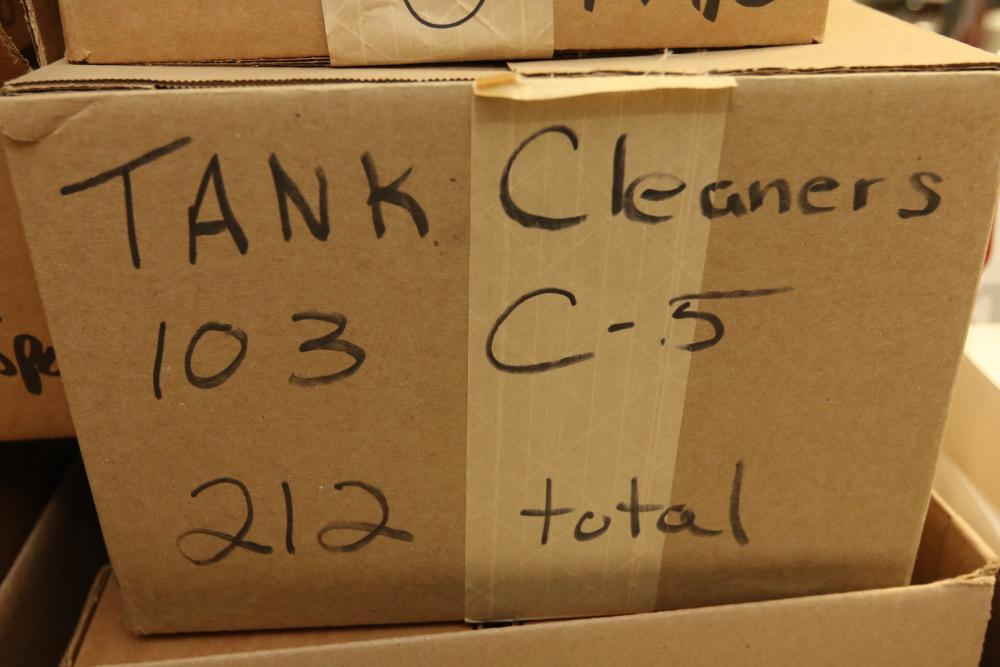 TANK Cleaners
103 C-5
212 total